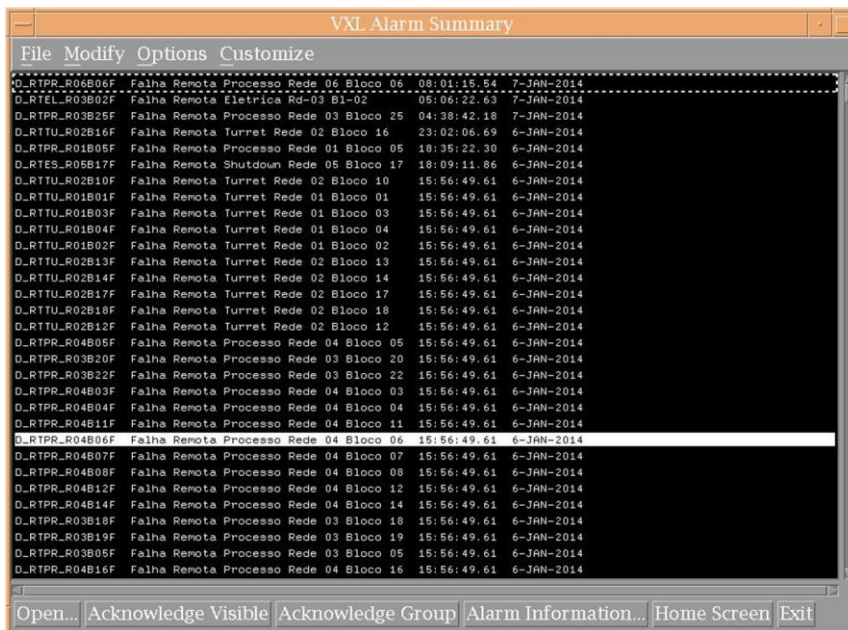 VXL Alarm Summary
File Modify Options Customize
D_RTPR_R06B06F Falha Remota Processo Rede 06 Bloco 06 08:01:15.54 7-JAN-2014
D_RTEL_R03B02F Falha Remota Eletrica Rd-03 Bl-02 05:06:22.63 7-JAN-2014
D_RTPR_R03B25F Falha Remota Processo Rede 03 Bloco 25 04:38:42.18 7-JAN-2014
D_RTTU_R02B16F Falha Remota Turret Rede 02 Bloco 16 23:02:06.69 6-JAN-2014
D_RTPR_R01B05F Falha Remota Processo Rede 01 Bloco 05 18:35:22.30 6-JAN-2014
D_RTES_R05B17F Falha Remota Shutdown Rede 05 Bloco 17 18:09:11.86 6-JAN-2014
D_RTTU_R02B10F Falha Remota Turret Rede 02 Bloco 10 15:56:49.61 6-JAN-2014
D_RTTU_R01B01F Falha Remota Turret Rede 01 Bloco 01 15:56:49.61 6-JAN-2014
D_RTTU_R01B03F Falha Remota Turret Rede 01 Bloco 03 15:56:49.61 6-JAN-2014
D_RTTU_R01B04F Falha Remota Turret Rede 01 Bloco 04 15:56:49.61 6-JAN-2014
D_RTTU_R01B02F Falha Remota Turret Rede 01 Bloco 02 15:56:49.61 6-JAN-2014
D_RTTU_R02B13F Falha Remota Turret Rede 02 Bloco 13 15:56:49.61 6-JAN-2014
D_RTTU_R02B14F Falha Remota Turret Rede 02 Bloco 14 15:56:49.61 6-JAN-2014
D_RTTU_R02B17F Falha Remota Turret Rede 02 Bloco 17 15:56:49.61 6-JAN-2014
D_RTTU_R02B18F Falha Remota Turret Rede 02 Bloco 18 15:56:49.61 6-JAN-2014
D_RTTU_R02B12F Falha Remota Turret Rede 02 Bloco 12 15:56:49.61 6-JAN-2014
D_RTPR_R04B05F Falha Remota Processo Rede 04 Bloco 05 15:56:49.61 6-JAN-2014
D_RTPR_R03B20F Falha Remota Processo Rede 03 Bloco 20 15:56:49.61 6-JAN-2014
D_RTPR_R03B22F Falha Remota Processo Rede 03 Bloco 22 15:56:49.61 6-JAN-2014
D_RTPR_R04B03F Falha Remota Processo Rede 04 Bloco 03 15:56:49.61 6-JAN-2014
D_RTPR_R04B04F Falha Remota Processo Rede 04 Bloco 04 15:56:49.61 6-JAN-2014
D_RTPR_R04B11F Falha Remota Processo Rede 04 Bloco 11 15:56:49.61 6-JAN-2014
D_RTPR_R04B06F Falha Remota Processo Rede 04 Bloco 06 15:56:49.61 6-JAN-2014
D_RTPR_R04B07F Falha Remota Processo Rede 04 Bloco 07 15:56:49.61 6-JAN-2014
D_RTPR_R04B08F Falha Remota Processo Rede 04 Bloco 08 15:56:49.61 6-JAN-2014
D_RTPR_R04B12F Falha Remota Processo Rede 04 Bloco 12 15:56:49.61 6-JAN-2014
D_RTPR_R04B14F Falha Remota Processo Rede 04 Bloco 14 15:56:49.61 6-JAN-2014
D_RTPR_R03B18F Falha Remota Processo Rede 03 Bloco 18 15:56:49.61 6-JAN-2014
D_RTPR_R03B19F Falha Remota Processo Rede 03 Bloco 19 15:56:49.61 6-JAN-2014
D_RTPR_R03B05F Falha Remota Processo Rede 03 Bloco 05 15:56:49.61 6-JAN-2014
D_RTPR_R04B16F Falha Remota Processo Rede 04 Bloco 16 15:56:49.61 6-JAN-2014
Open... Acknowledge Visible Acknowledge Group Alarm Information... Home Screen Exit